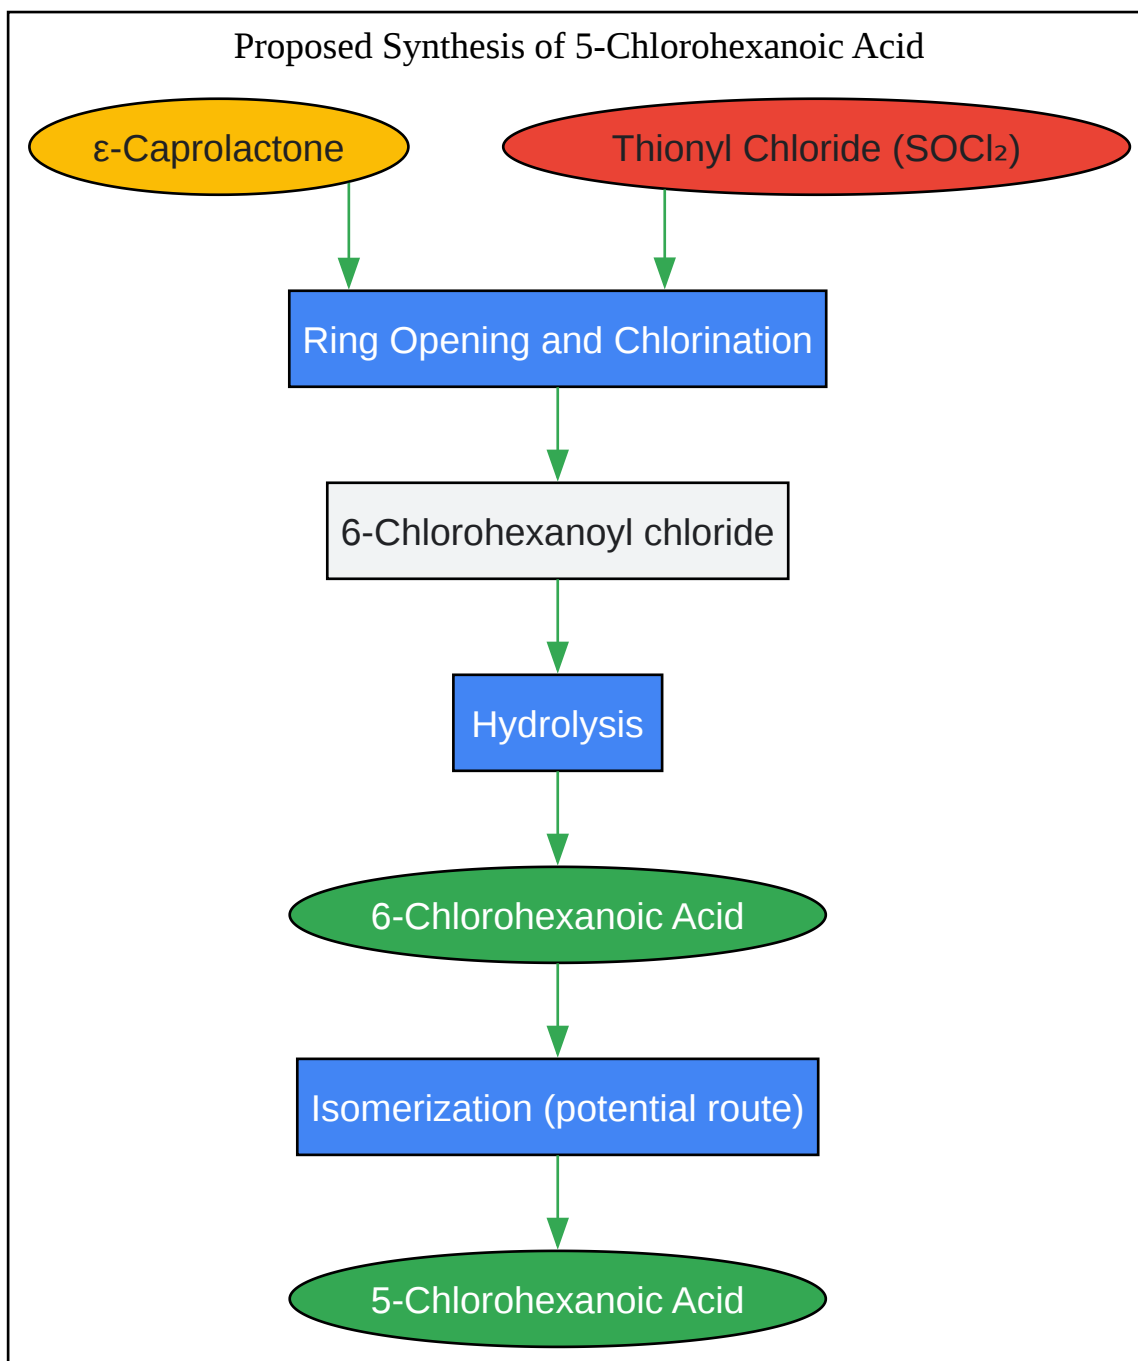 Proposed Synthesis of 5-Chlorohexanoic Acid
ε-Caprolactone
Thionyl Chloride (SOCl₂)
Ring Opening and Chlorination
6-Chlorohexanoyl chloride
Hydrolysis
6-Chlorohexanoic Acid
Isomerization (potential route)
5-Chlorohexanoic Acid